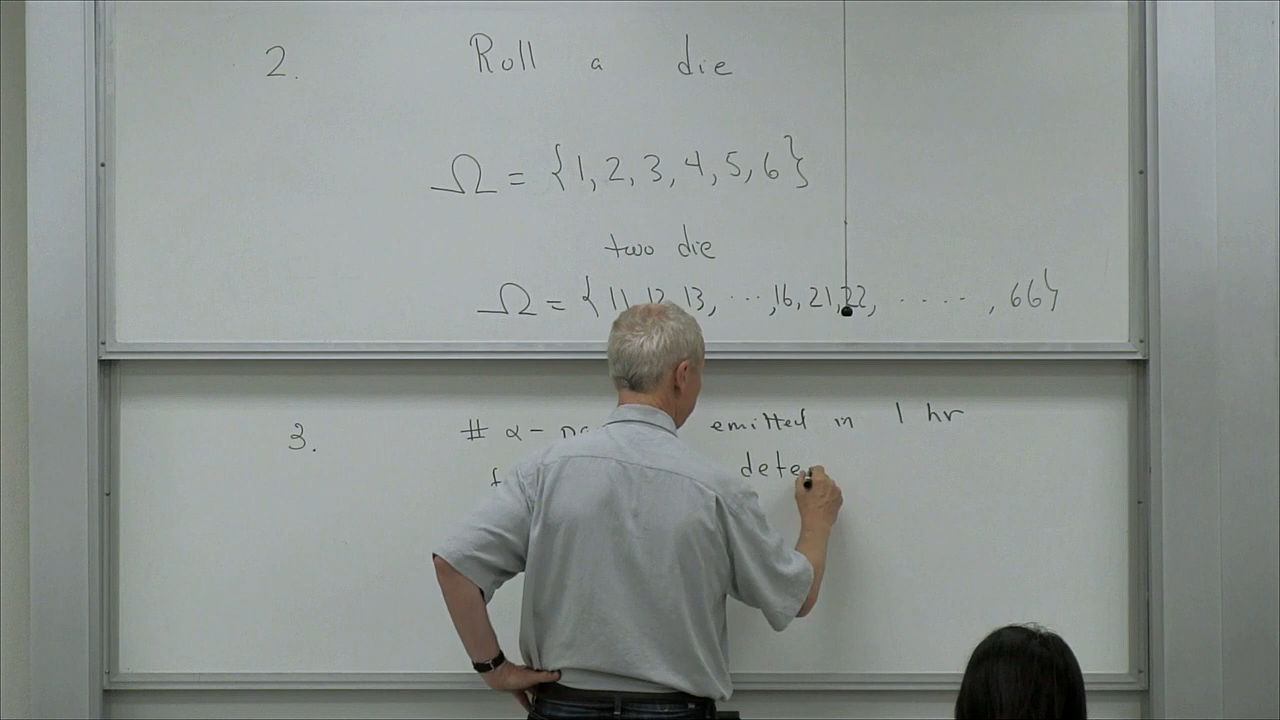 2. Roll a die
Ω = {1, 2, 3, 4, 5, 6}
two die
Ω = {11, 12, 13, ···, 16, 21, 22, ·····, 66}
3. # α- emitted in 1 hr